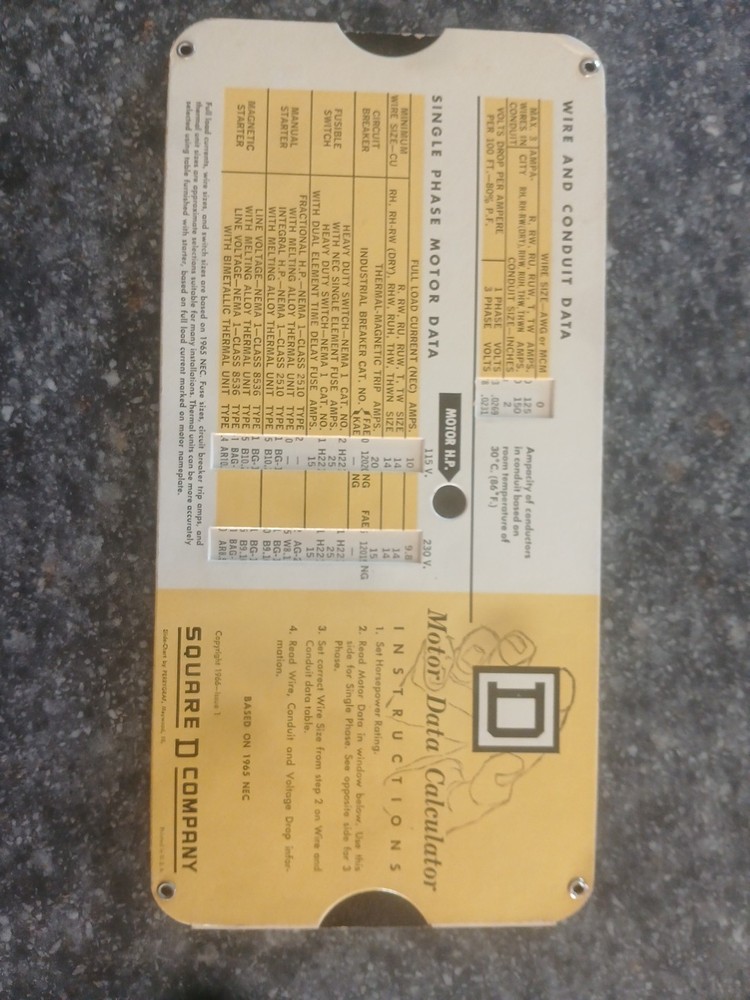 WIRE AND CONDUIT DATA
WIRE SIZE—AWG or MCM 0
MAX 3 WIRES IN CONDUIT
AMPA- CITY
R, RW, RU, RUW, T, TW AMPS. 125
RH, RH-RW (DRY), RHW, RUH, THW, THWN AMPS. 150
CONDUIT SIZE—INCHES 2
VOLTS DROP PER AMPERE 1 PHASE VOLTS .0269
PER 100 FT.—80% P.F. 3 PHASE VOLTS .0231
Ampacity of conductors
in conduit based on
room temperature of
30°C. (86°F.)
SINGLE PHASE MOTOR DATA
MOTOR H.P.
115 V. 230 V.
FULL LOAD CURRENT (NEC) AMPS. 10 9.8
MINIMUM
WIRE SIZE—CU
R, RW, RU, RUW, T, TW SIZE 14 14
RH, RH-RW (DRY) RHW, RUH, THW, THWN SIZE 14 14
CIRCUIT
BREAKER
THERMAL-MAGNETIC TRIP AMPS. 20 15
INDUSTRIAL BREAKER CAT. NO.
FUSIBLE
SWITCH
HEAVY DUTY SWITCH—NEMA 1 CAT. NO. H22 H22
WITH NEC SINGLE ELEMENT FUSE AMPS. 25 25
HEAVY DUTY SWITCH—NEMA 1 CAT. NO. H22 H22
WITH DUAL ELEMENT TIME DELAY FUSE AMPS. 15 15
MANUAL
STARTER
FRACTIONAL H.P.—NEMA 1—CLASS 2510 TYPE
WITH MELTING ALLOY THERMAL UNIT TYPE
INTEGRAL H.P.—NEMA 1—CLASS 2510 TYPE
WITH MELTING ALLOY THERMAL UNIT TYPE
MAGNETIC
STARTER
LINE VOLTAGE—NEMA 1—CLASS 8536 TYPE
WITH MELTING ALLOY THERMAL UNIT TYPE
LINE VOLTAGE—NEMA 1—CLASS 8536 TYPE
WITH BIMETALLIC THERMAL UNIT TYPE
Full load currents, wire sizes, and switch sizes are based on 1965 NEC. Fuse sizes, circuit breaker trip amps, and
thermal unit sizes are approximate selections suitable for many installations. Thermal units can be more accurately
selected using table furnished with starter, based on full load current marked on motor nameplate.
D
Motor Data Calculator
INSTRUCTIONS
1. Set Horsepower Rating.
2. Read Motor Data in window below. Use this
side for Single Phase. See opposite side for 3
Phase.
3. Set correct Wire Size from step 2 on Wire and
Conduit data table.
4. Read Wire, Conduit and Voltage Drop infor-
mation.
BASED ON 1965 NEC
Copyright 1966—Issue 1
SQUARE D COMPANY